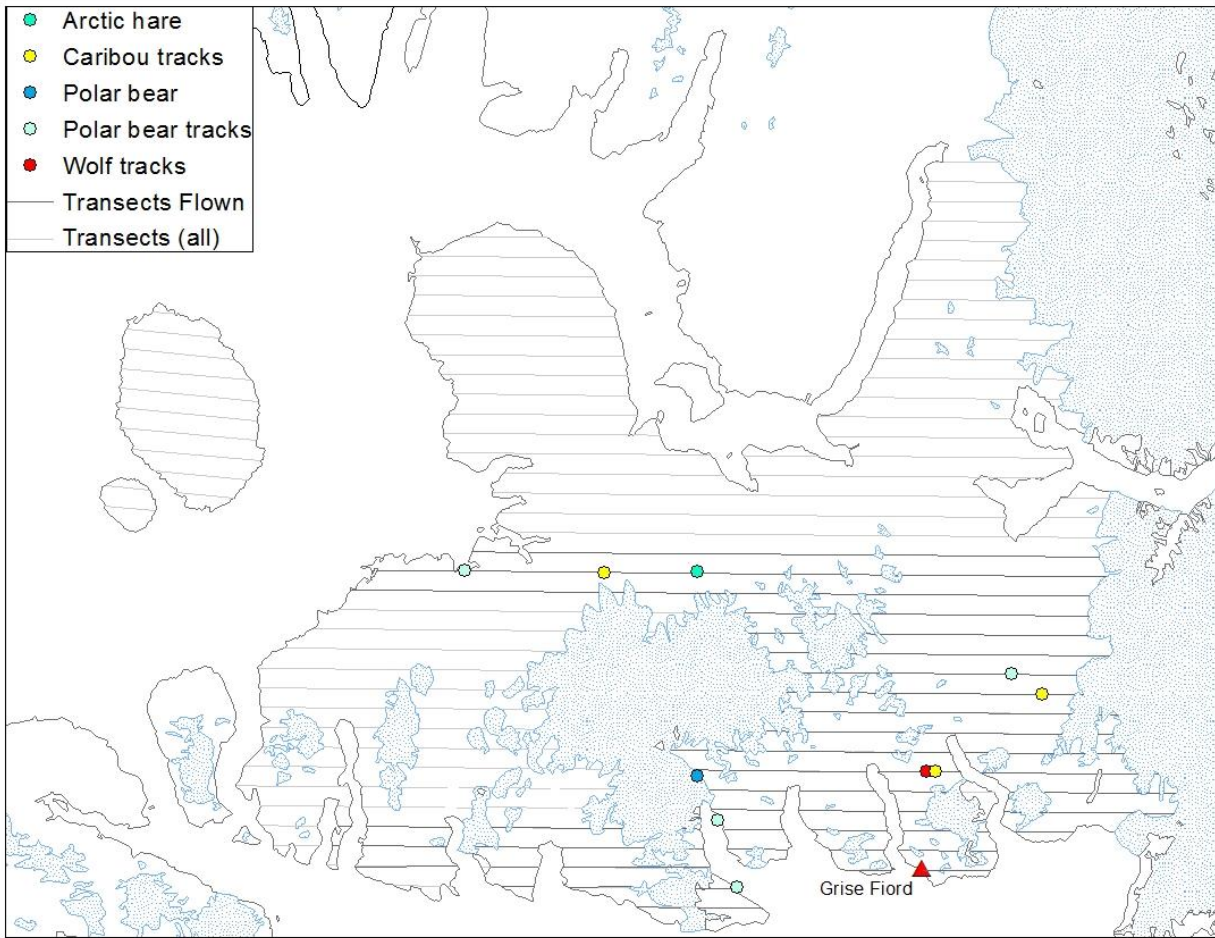 Arctic hare
Caribou tracks
Polar bear
Polar bear tracks
Wolf tracks
Transects Flown
Transects (all)
Grise Fiord